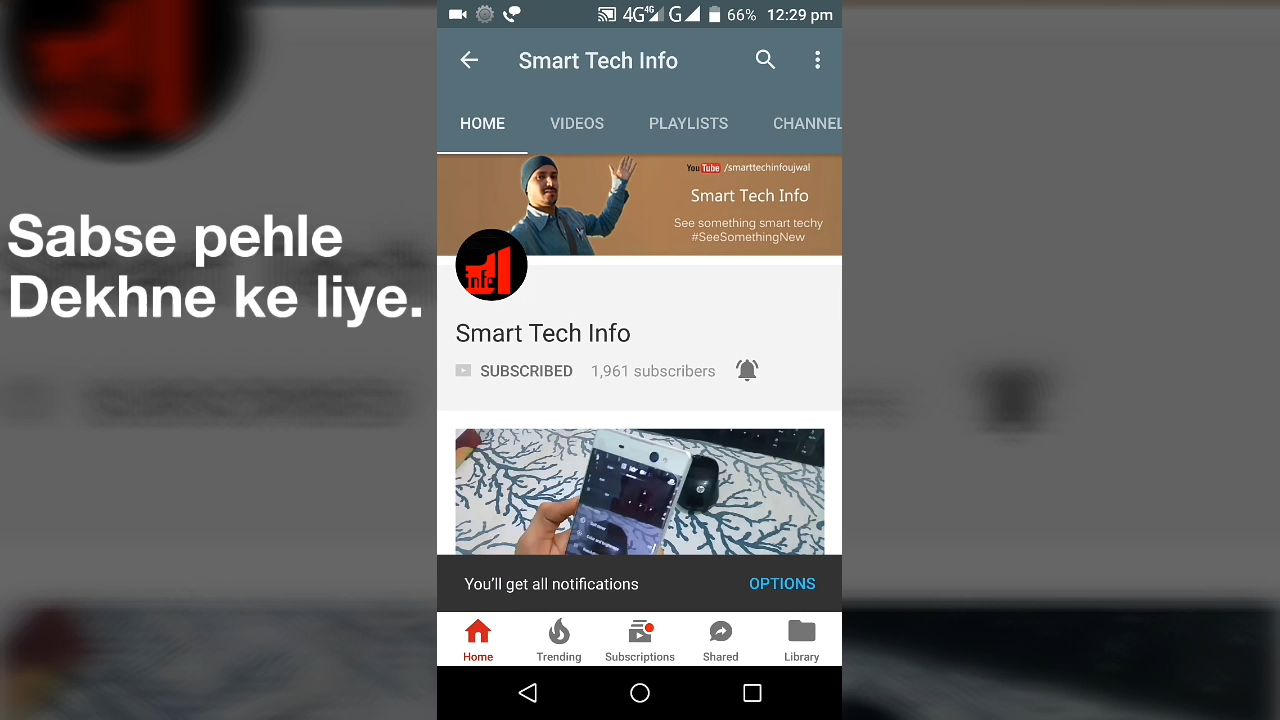 4G 4G G 66% 12:29 pm
Smart Tech Info
HOME VIDEOS PLAYLISTS CHANNEL
YouTube /smarttechinfoujwal
Smart Tech Info
See something smart techy
#SeeSomethingNew
info
Smart Tech Info
SUBSCRIBED 1,961 subscribers
Sabse pehle
Dekhne ke liye.
You'll get all notifications OPTIONS
Home Trending Subscriptions Shared Library